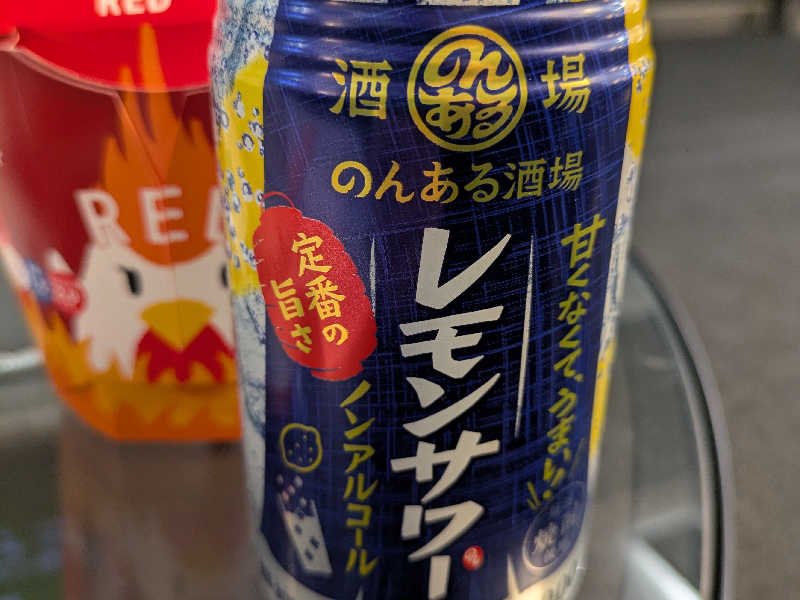 RED
RE
酒 のんある 場
のんある酒場
定番の
旨さ
レモンサワー
甘くなくて、うまい!
ノンアルコール